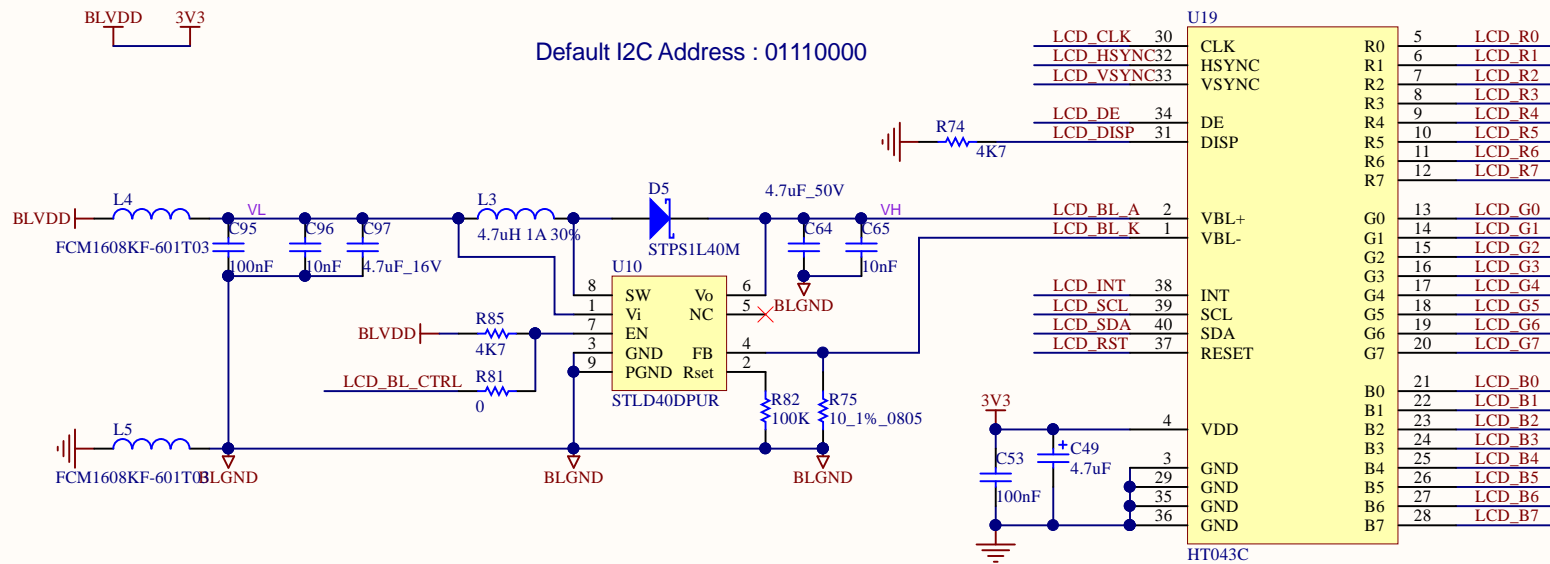 BLVDD 3V3
Default I2C Address : 01110000
U19
LCD_CLK 30 CLK
LCD_HSYNC 32 HSYNC
LCD_VSYNC 33 VSYNC
LCD_DE 34 DE
LCD_DISP 31 DISP
R74
4K7
R0 5 LCD_R0
R1 6 LCD_R1
R2 7 LCD_R2
R3 8 LCD_R3
R4 9 LCD_R4
R5 10 LCD_R5
R6 11 LCD_R6
R7 12 LCD_R7
BLVDD
L4
FCM1608KF-601T03
VL
C95
100nF
C96
10nF
C97
4.7uF_16V
L3
4.7uH 1A 30%
D5
STPS1L40M
4.7uF_50V
C64
C65
10nF
VH
BLGND
LCD_BL_A 2 VBL+
LCD_BL_K 1 VBL-
G0 13 LCD_G0
G1 14 LCD_G1
G2 15 LCD_G2
G3 16 LCD_G3
G4 17 LCD_G4
G5 18 LCD_G5
G6 19 LCD_G6
G7 20 LCD_G7
U10
8 SW Vo 6
1 Vi NC 5
7 EN
3 GND FB 4
9 PGND Rset 2
STLD40DPUR
BLVDD
R85
4K7
LCD_BL_CTRL
R81
0
R82
100K
R75
10_1%_0805
LCD_INT 38 INT
LCD_SCL 39 SCL
LCD_SDA 40 SDA
LCD_RST 37 RESET
L5
FCM1608KF-601T03
BLGND
BLGND
BLGND
3V3
C53
100nF
+
C49
4.7uF
4 VDD
3 GND
29 GND
35 GND
36 GND
B0 21 LCD_B0
B1 22 LCD_B1
B2 23 LCD_B2
B3 24 LCD_B3
B4 25 LCD_B4
B5 26 LCD_B5
B6 27 LCD_B6
B7 28 LCD_B7
HT043C